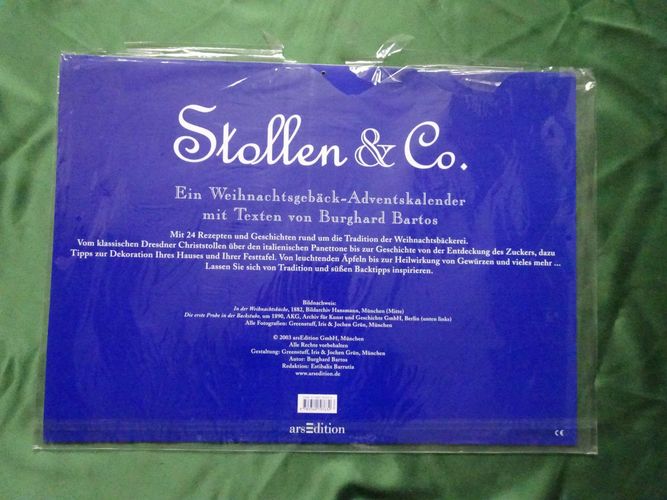 Stollen & Co.
Ein Weihnachtsgebäck-Adventskalender
mit Texten von Burghard Bartos
Mit 24 Rezepten und Geschichten rund um die Tradition der Weihnachtsbäckerei.
Vom klassischen Dresdner Christstollen über den italienischen Panettone bis zur Geschichte von der Entdeckung des Zuckers, dazu
Tipps zur Dekoration Ihres Hauses und Ihrer Festtafel. Von leuchtenden Äpfeln bis zur Heilwirkung von Gewürzen und vieles mehr ...
Lassen Sie sich von Tradition und süßen Backtipps inspirieren.
Bildnachweis:
In der Weihnachtsbäckerei, 1882, Bildarchiv Hansmann, München (Mitte)
Die erste Probe in der Backstube, um 1890, AKG, Archiv für Kunst und Geschichte GmbH, Berlin (unten links)
Alle Fotografien: Greenstuff, Iris & Jochen Grün, München
© 2003 arsEdition GmbH, München
Alle Rechte vorbehalten
Gestaltung: Greenstuff, Iris & Jochen Grün, München
Autor: Burghard Bartos
Redaktion: Estibalix Barrutia
www.arsedition.de
arsEdition
CE